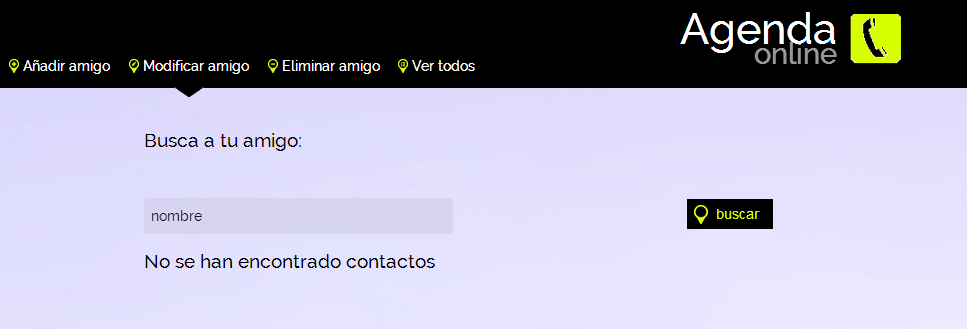 Agenda
online
Añadir amigo Modificar amigo Eliminar amigo Ver todos
Busca a tu amigo:
nombre buscar
No se han encontrado contactos